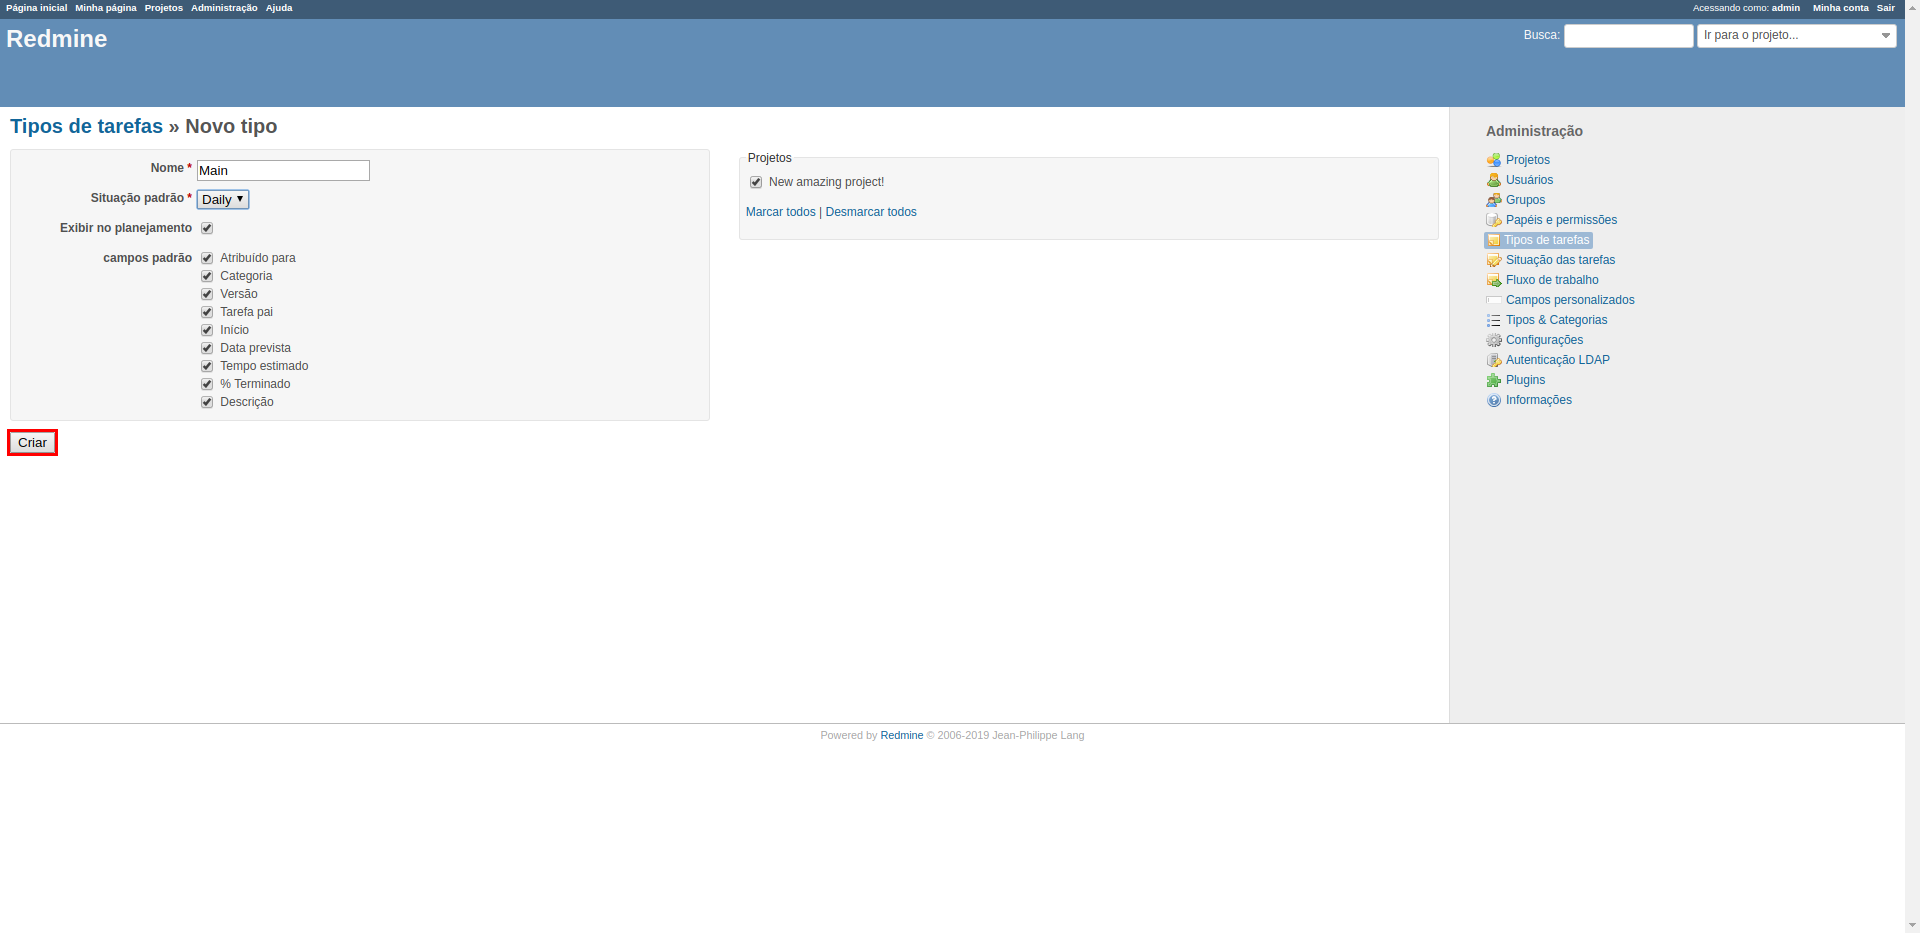 Página inicial Minha página Projetos Administração Ajuda
Acessando como: admin Minha conta Sair
Redmine
Busca: Ir para o projeto...
Tipos de tarefas » Novo tipo
Nome * Main
Situação padrão * Daily
Exibir no planejamento
campos padrão Atribuído para
Categoria
Versão
Tarefa pai
Início
Data prevista
Tempo estimado
% Terminado
Descrição
Criar
Projetos
New amazing project!
Marcar todos | Desmarcar todos
Administração
Projetos
Usuários
Grupos
Papéis e permissões
Tipos de tarefas
Situação das tarefas
Fluxo de trabalho
Campos personalizados
Tipos & Categorias
Configurações
Autenticação LDAP
Plugins
Informações
Powered by Redmine © 2006-2019 Jean-Philippe Lang